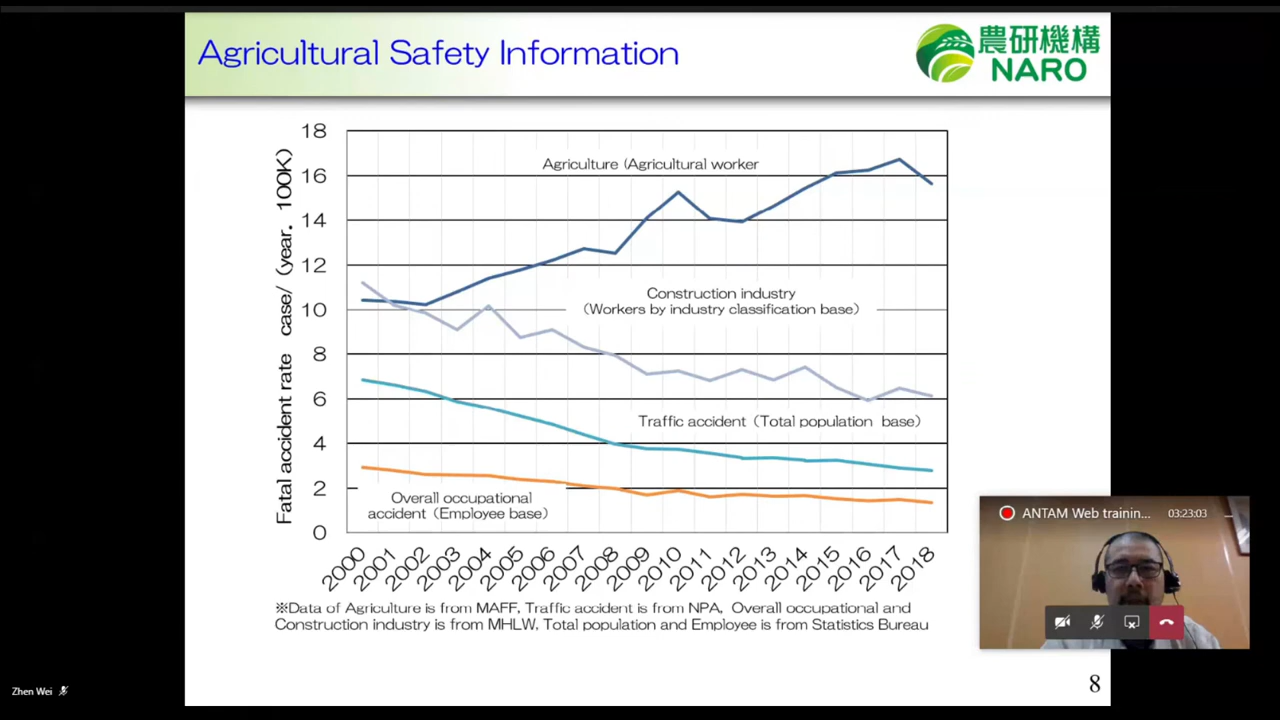 Agricultural Safety Information
農研機構
NARO
Fatal accident rate case/ (year. 100K)
18
16
14
12
10
8
6
4
2
0
Agriculture (Agricultural worker
Construction industry
(Workers by industry classification base)
Traffic accident (Total population base)
Overall occupational
accident (Employee base)
2000 2001 2002 2003 2004 2005 2006 2007 2008 2009 2010 2011 2012 2013 2014 2015 2016 2017 2018
※Data of Agriculture is from MAFF, Traffic accident is from NPA, Overall occupational and
Construction industry is from MHLW, Total population and Employee is from Statistics Bureau
ANTAM Web trainin... 03:23:03
Zhen Wei
8